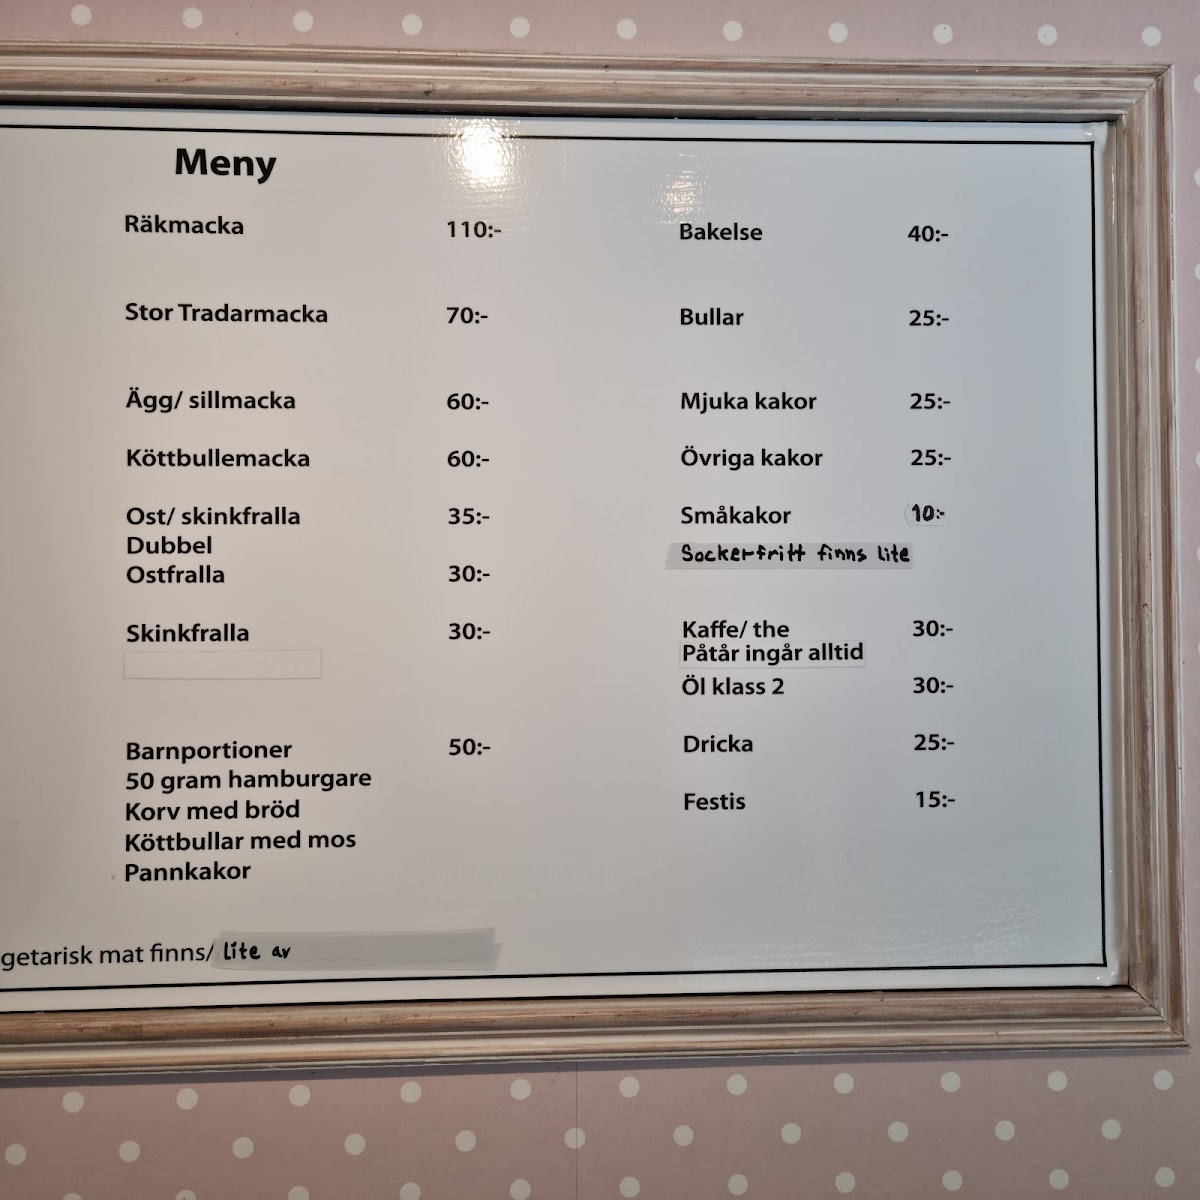 Meny
Räkmacka 110:-
Stor Tradarmacka 70:-
Ägg/ sillmacka 60:-
Köttbullemacka 60:-
Ost/ skinkfralla 35:-
Dubbel
Ostfralla 30:-
Skinkfralla 30:-
Barnportioner 50:-
50 gram hamburgare
Korv med bröd
Köttbullar med mos
Pannkakor
getarisk mat finns/ lite av
Bakelse 40:-
Bullar 25:-
Mjuka kakor 25:-
Övriga kakor 25:-
Småkakor 10:-
Sockerfritt finns lite
Kaffe/ the 30:-
Påtår ingår alltid
Öl klass 2 30:-
Dricka 25:-
Festis 15:-